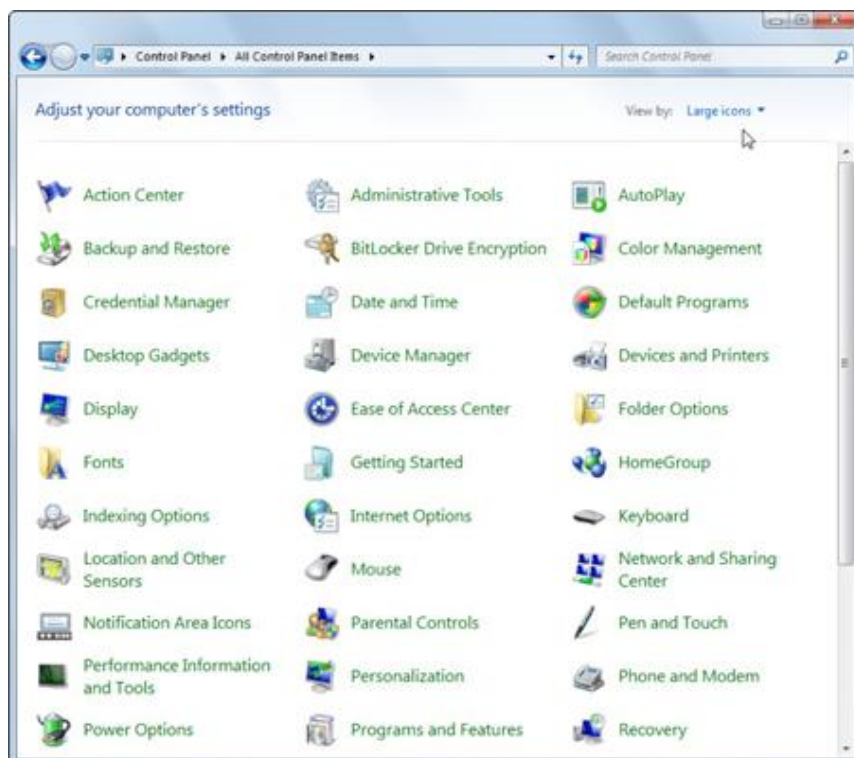 Control Panel ▸ All Control Panel Items ▸
Search Control Panel
Adjust your computer's settings
View by: Large icons
Action Center
Administrative Tools
AutoPlay
Backup and Restore
BitLocker Drive Encryption
Color Management
Credential Manager
Date and Time
Default Programs
Desktop Gadgets
Device Manager
Devices and Printers
Display
Ease of Access Center
Folder Options
Fonts
Getting Started
HomeGroup
Indexing Options
Internet Options
Keyboard
Location and Other
Sensors
Mouse
Network and Sharing
Center
Notification Area Icons
Parental Controls
Pen and Touch
Performance Information
and Tools
Personalization
Phone and Modem
Power Options
Programs and Features
Recovery